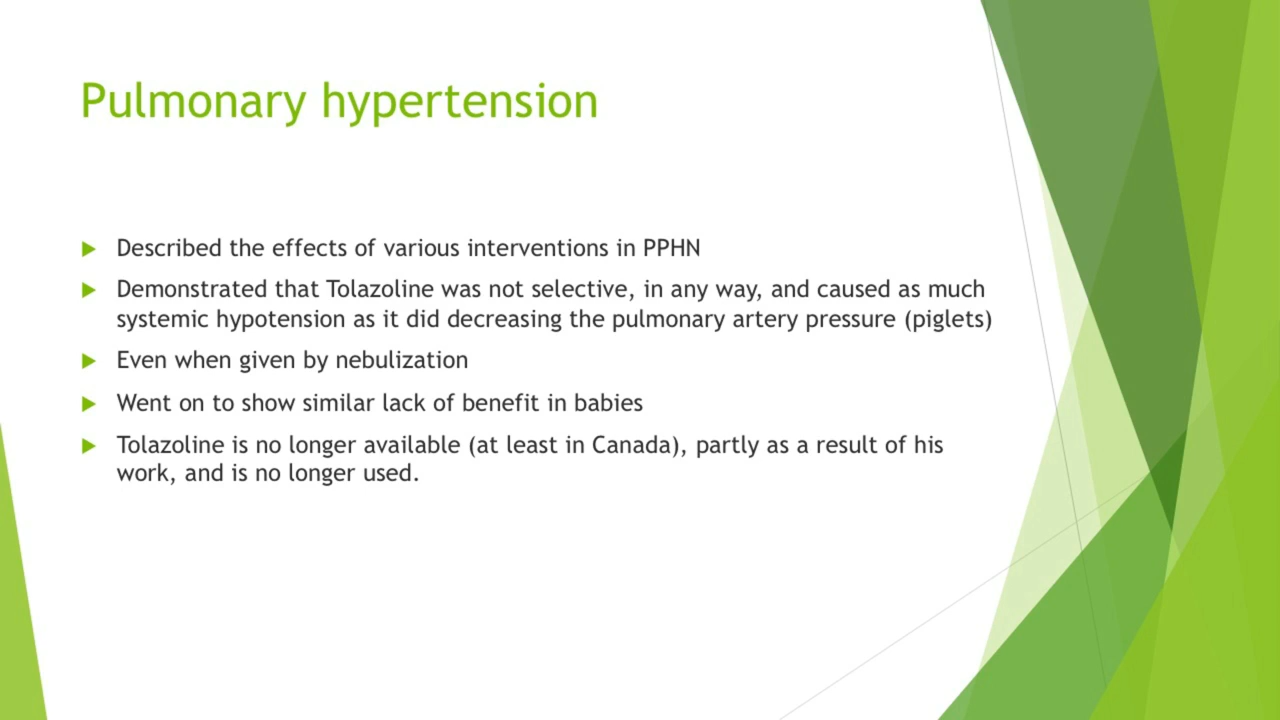 Pulmonary hypertension
Described the effects of various interventions in PPHN
Demonstrated that Tolazoline was not selective, in any way, and caused as much
systemic hypotension as it did decreasing the pulmonary artery pressure (piglets)
Even when given by nebulization
Went on to show similar lack of benefit in babies
Tolazoline is no longer available (at least in Canada), partly as a result of his
work, and is no longer used.